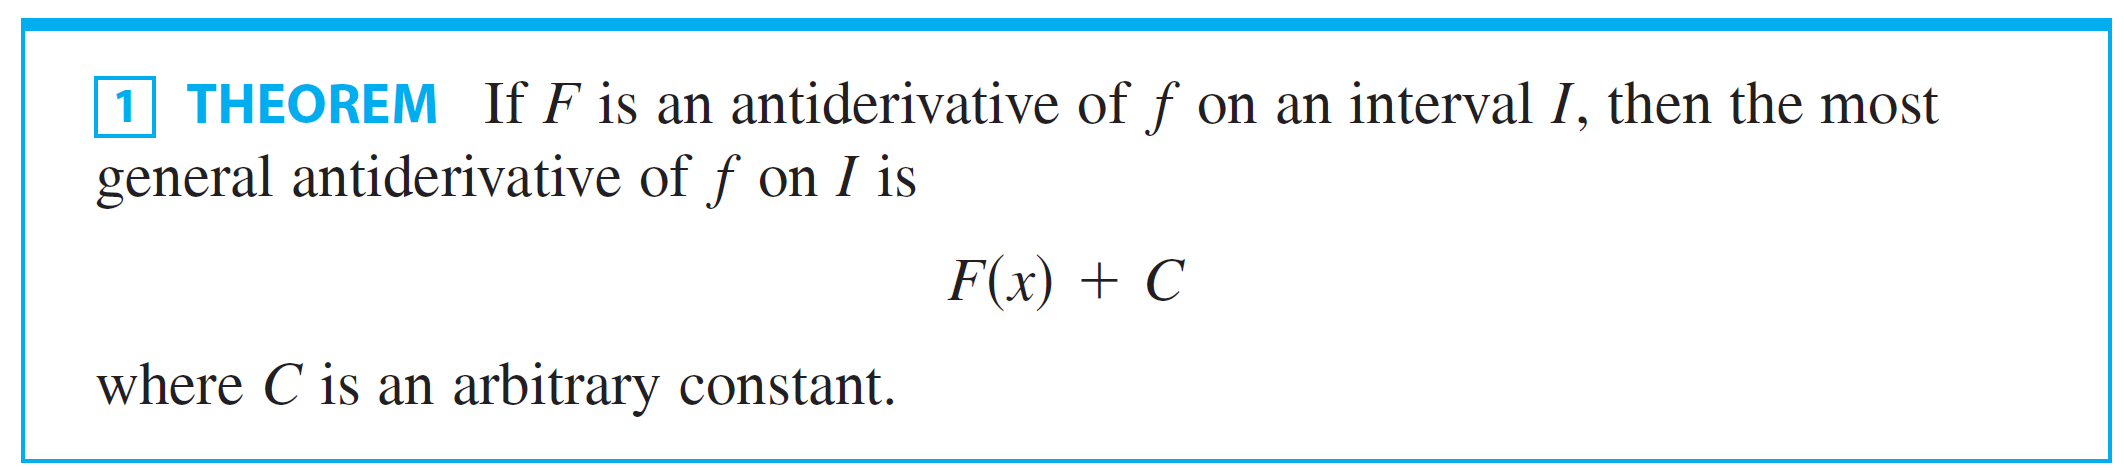 1 THEOREM If F is an antiderivative of f on an interval I, then the most
general antiderivative of f on I is
F(x) + C
where C is an arbitrary constant.